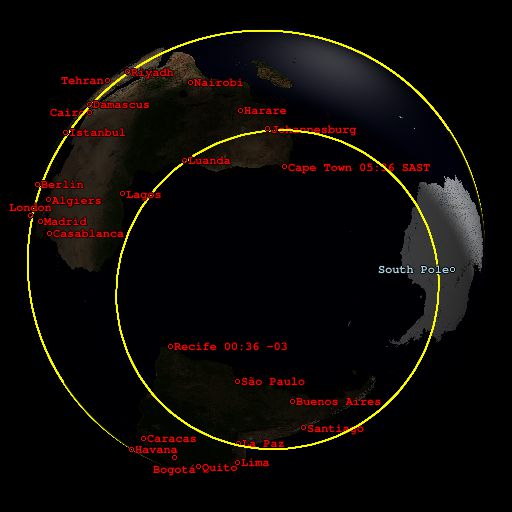 Riyadh
Tehran
Nairobi
Damascus
Cairo
Harare
Istanbul
Johannesburg
Luanda
Cape Town 05:36 SAST
Berlin
Lagos
Algiers
London
Madrid
Casablanca
South Pole
Recife 00:36 -03
São Paulo
Buenos Aires
Santiago
Caracas
La Paz
Havana
Lima
Bogotá
Quito